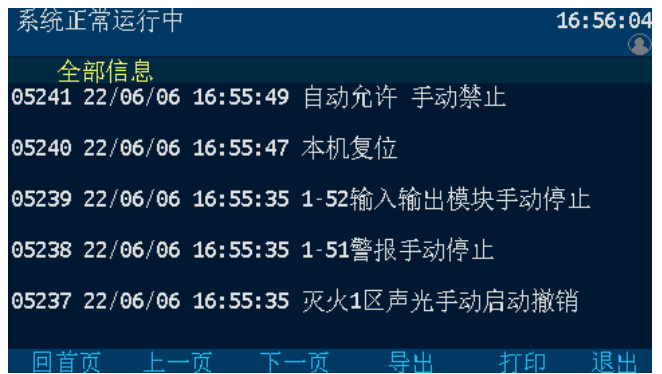 系统正常运行中 16:56:04
全部信息
05241 22/06/06 16:55:49 自动允许 手动禁止
05240 22/06/06 16:55:47 本机复位
05239 22/06/06 16:55:35 1-52输入输出模块手动停止
05238 22/06/06 16:55:35 1-51警报手动停止
05237 22/06/06 16:55:35 灭火1区声光手动启动撤销
回首页 上一页 下一页 导出 打印 退出